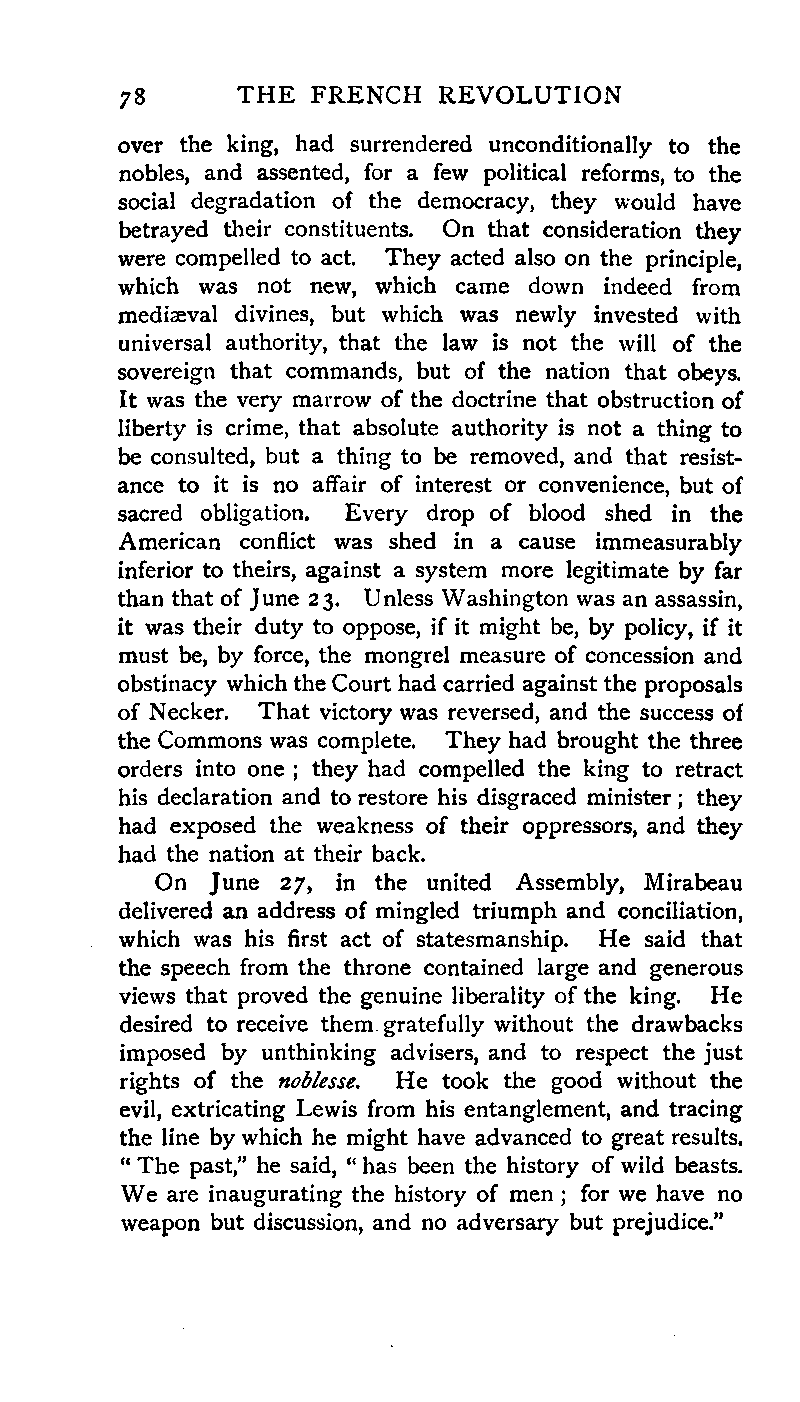 78 THE FRENCH REVOLUTION
over the king, had surrendered unconditionally to the
nobles, and assented, for a few political reforms, to the
social degradation of the democracy, they would have
betrayed their constituents. On that consideration they
were compelled to act. They acted also on the principle,
which was not new, which came down indeed from
mediæval divines, but which was newly invested with
universal authority, that the law is not the will of the
sovereign that commands, but of the nation that obeys.
It was the very marrow of the doctrine that obstruction of
liberty is crime, that absolute authority is not a thing to
be consulted, but a thing to be removed, and that resist-
ance to it is no affair of interest or convenience, but of
sacred obligation. Every drop of blood shed in the
American conflict was shed in a cause immeasurably
inferior to theirs, against a system more legitimate by far
than that of June 23. Unless Washington was an assassin,
it was their duty to oppose, if it might be, by policy, if it
must be, by force, the mongrel measure of concession and
obstinacy which the Court had carried against the proposals
of Necker. That victory was reversed, and the success of
the Commons was complete. They had brought the three
orders into one ; they had compelled the king to retract
his declaration and to restore his disgraced minister ; they
had exposed the weakness of their oppressors, and they
had the nation at their back.
On June 27, in the united Assembly, Mirabeau
delivered an address of mingled triumph and conciliation,
which was his first act of statesmanship. He said that
the speech from the throne contained large and generous
views that proved the genuine liberality of the king. He
desired to receive them gratefully without the drawbacks
imposed by unthinking advisers, and to respect the just
rights of the noblesse. He took the good without the
evil, extricating Lewis from his entanglement, and tracing
the line by which he might have advanced to great results.
“ The past,” he said, “ has been the history of wild beasts.
We are inaugurating the history of men ; for we have no
weapon but discussion, and no adversary but prejudice.”